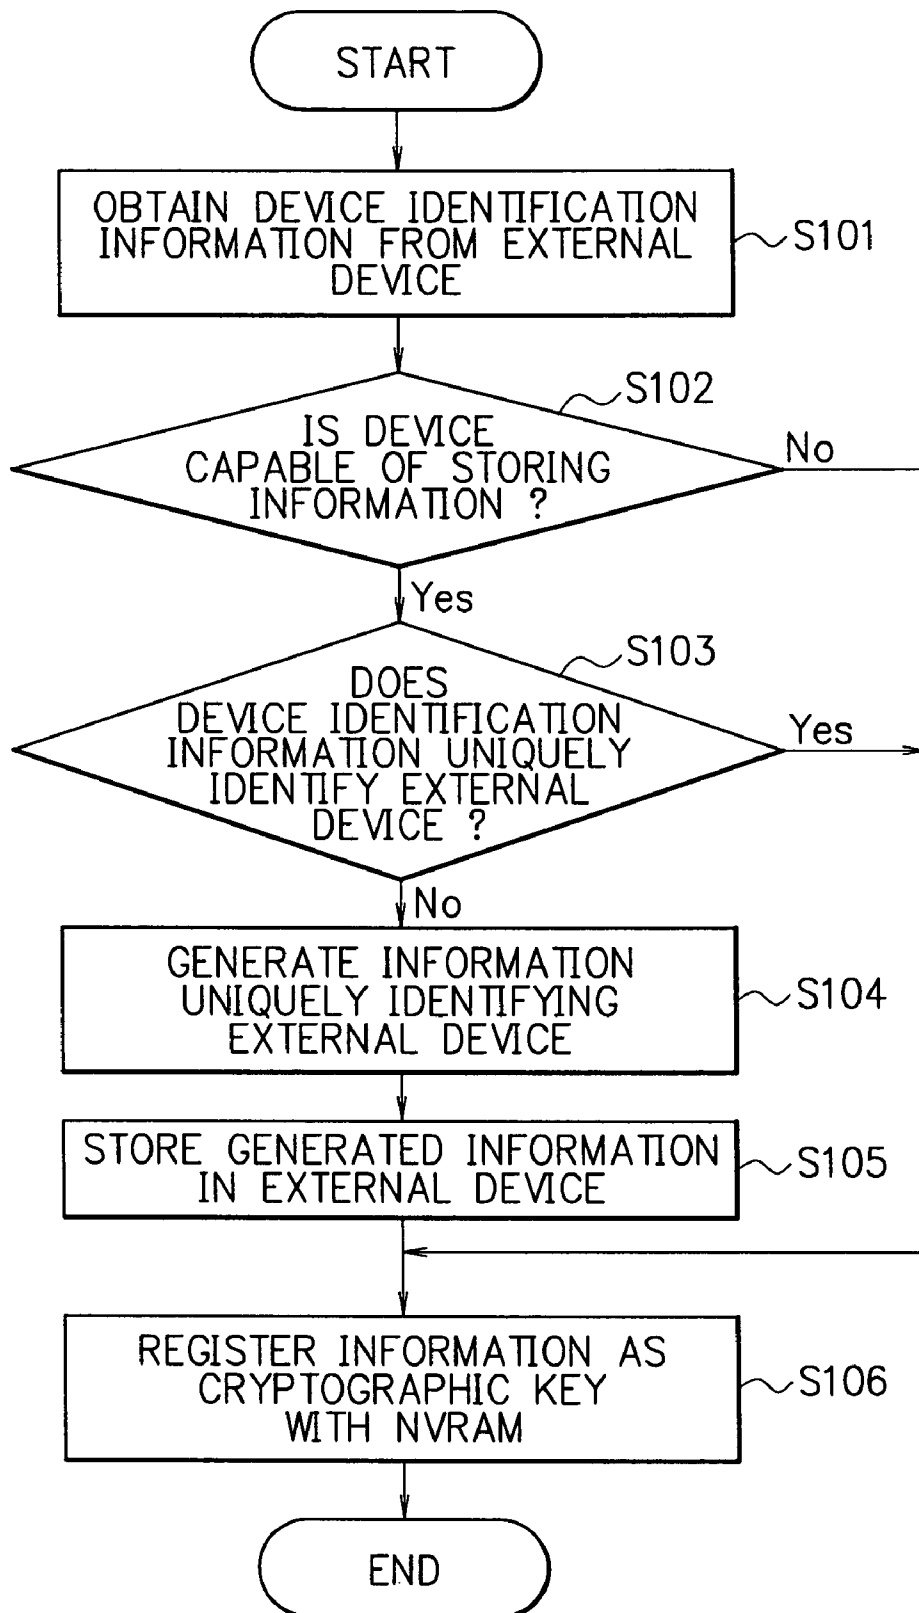 START
OBTAIN DEVICE IDENTIFICATION
INFORMATION FROM EXTERNAL
DEVICE
S101
S102
IS DEVICE
CAPABLE OF STORING
INFORMATION ?
No
Yes
S103
DOES
DEVICE IDENTIFICATION
INFORMATION UNIQUELY
IDENTIFY EXTERNAL
DEVICE ?
Yes
No
GENERATE INFORMATION
UNIQUELY IDENTIFYING
EXTERNAL DEVICE
S104
STORE GENERATED INFORMATION
IN EXTERNAL DEVICE
S105
REGISTER INFORMATION AS
CRYPTOGRAPHIC KEY
WITH NVRAM
S106
END